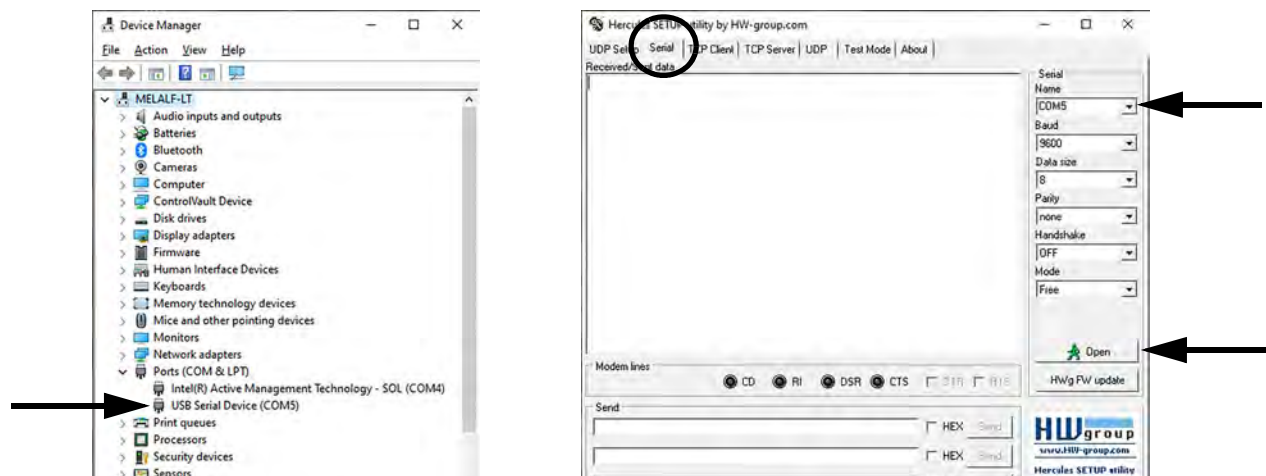 Device Manager
File Action View Help
MELALF-LT
Audio inputs and outputs
Batteries
Bluetooth
Cameras
Computer
ControlVault Device
Disk drives
Display adapters
Firmware
Human Interface Devices
Keyboards
Memory technology devices
Mice and other pointing devices
Monitors
Network adapters
Ports (COM & LPT)
Intel(R) Active Management Technology - SOL (COM4)
USB Serial Device (COM5)
Print queues
Processors
Security devices
Sensors
Hercules SETUP utility by HW-group.com
UDP Setup Serial TCP Client TCP Server UDP Test Mode About
Received/Sent data
Serial
Name
COM5
Baud
9600
Data size
8
Parity
none
Handshake
OFF
Mode
Free
Open
HWg FW update
Modem lines
CD RI DSR CTS DTR RTS
Send
HEX Send
HEX Send
HW group
www.HW-group.com
Hercules SETUP utility